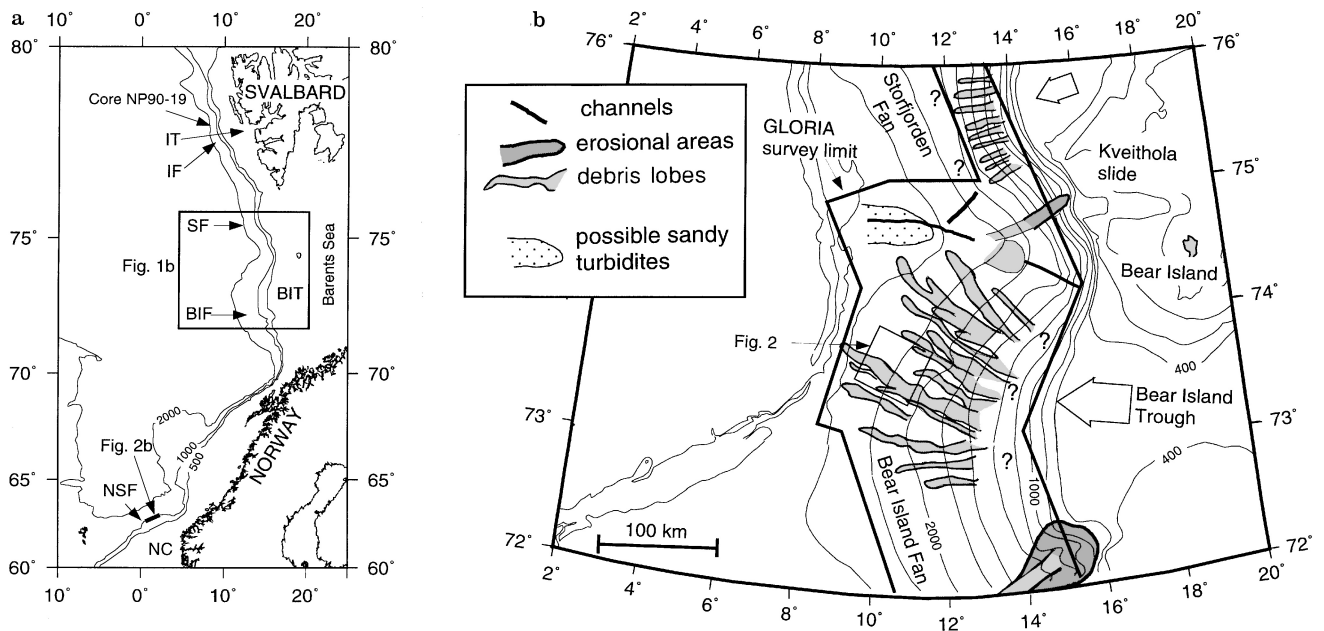 a
10° 0° 10° 20°
80° 80°
SVALBARD
Core NP90-19
IT
IF
75° 75°
SF
Fig. 1b
Barents Sea
BIT
BIF
70° 70°
2000
Fig. 2b
1000
500
NORWAY
65° 65°
NSF
NC
60° 60°
10° 0° 10° 20°
b
2° 4° 6° 8° 10° 12° 14° 16° 18° 20°
76° 76°
channels
erosional areas
debris lobes
possible sandy
turbidites
Storfjorden
Fan
?
GLORIA
survey limit
?
Kveithola
slide
75°
Bear Island
74°
Fig. 2
?
400
?
Bear Island
Trough
73° 73°
?
400
Bear Island Fan
1000
2000
100 km
72° 72°
2° 4° 6° 8° 10° 12° 14° 16° 18° 20°